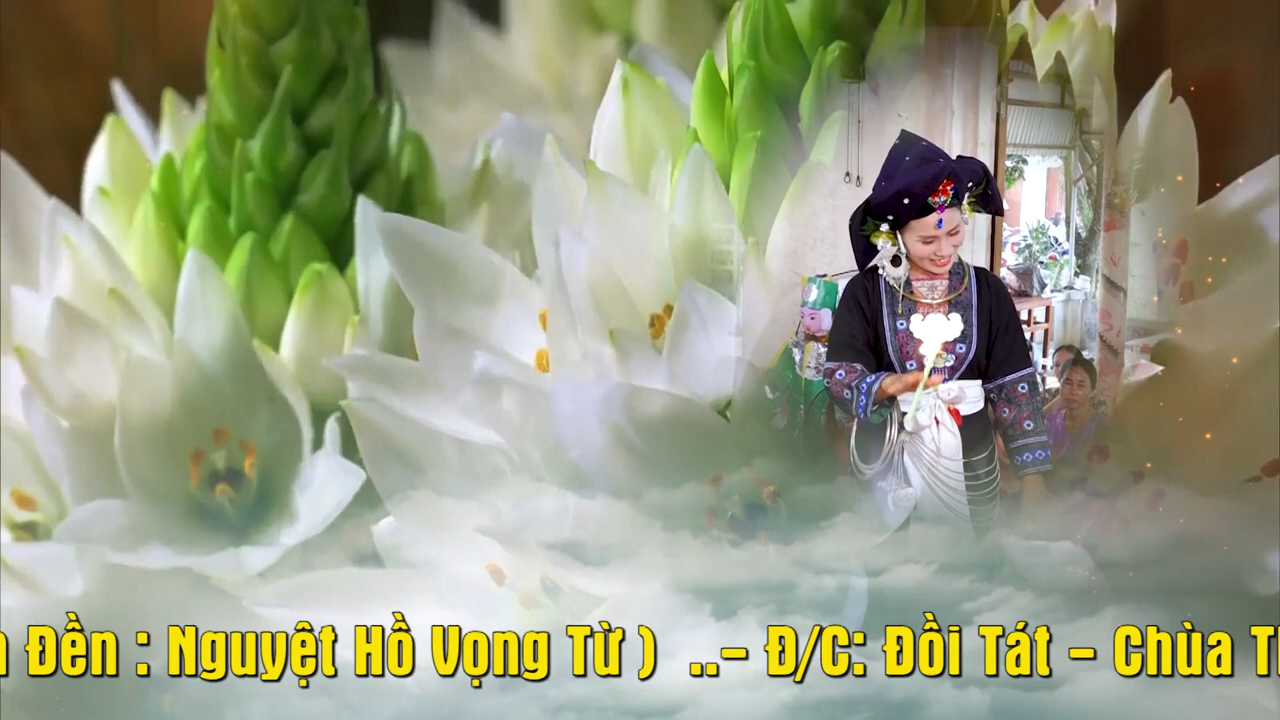 Đền : Nguyệt Hồ Vọng Từ ) ..- Đ/C: Đồi Tát - Chùa